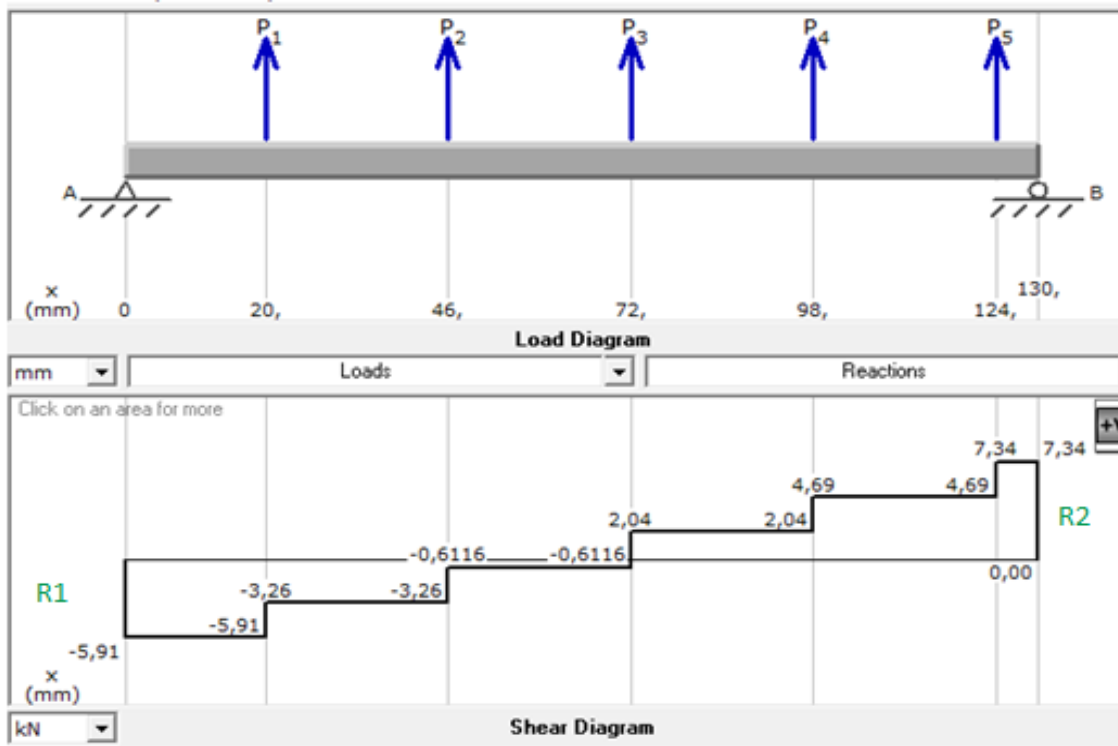 P1 P2 P3 P4 P5
A B
x
(mm) 0 20, 46, 72, 98, 124, 130,
Load Diagram
mm Loads Reactions
Click on an area for more
+V
7,34 7,34
4,69 4,69
2,04 2,04
R2
-0,6116 -0,6116
0,00
R1
-3,26 -3,26
-5,91
-5,91
x
(mm)
kN Shear Diagram